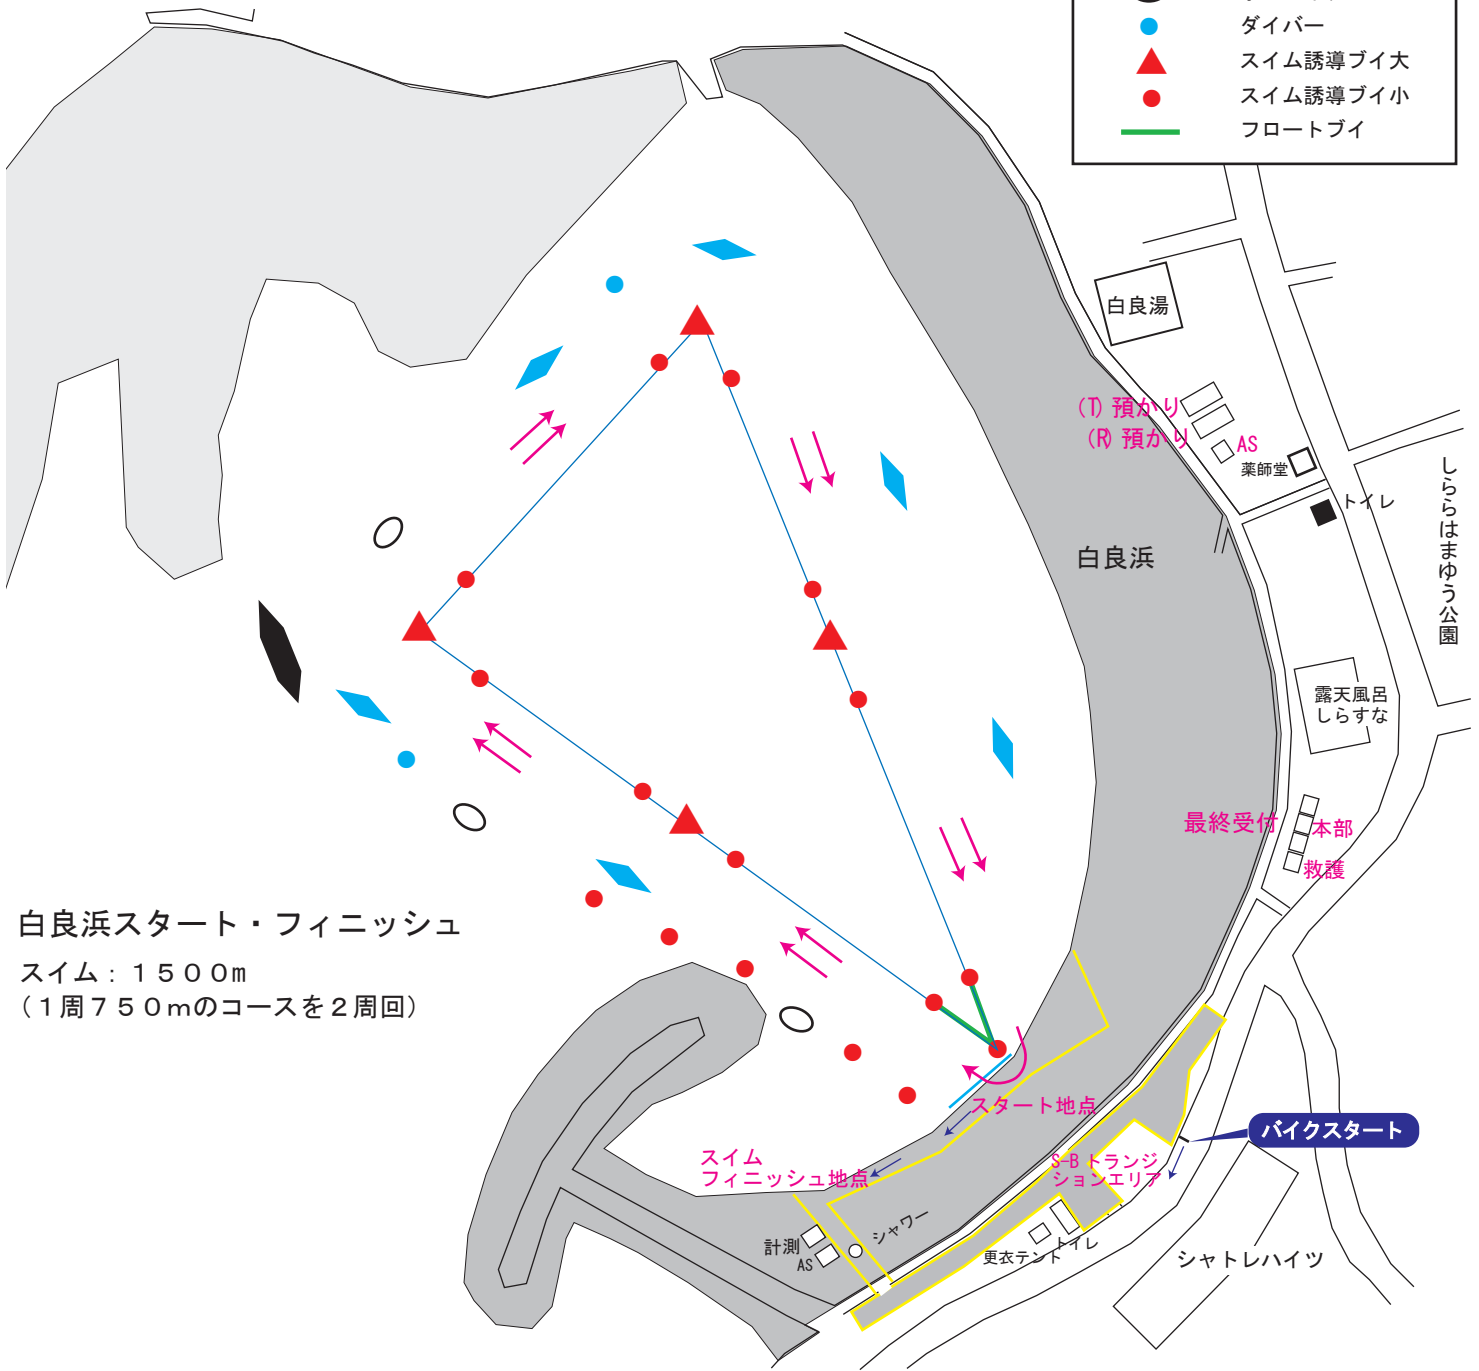 ダイバー
スイム誘導ブイ大
スイム誘導ブイ小
フロートブイ
白良湯
(T) 預かり
(R) 預かり
AS
薬師堂
トイレ
しららはまゆう公園
白良浜
露天風呂
しらすな
最終受付
本部
救護
白良浜スタート・フィニッシュ
スイム：１５００ｍ
（１周７５０ｍのコースを２周回）
スタート地点
バイクスタート
スイム
フィニッシュ地点
S-B トランジ
ションエリア
シャワー
計測
AS
トイレ
更衣テント
シャトレハイツ